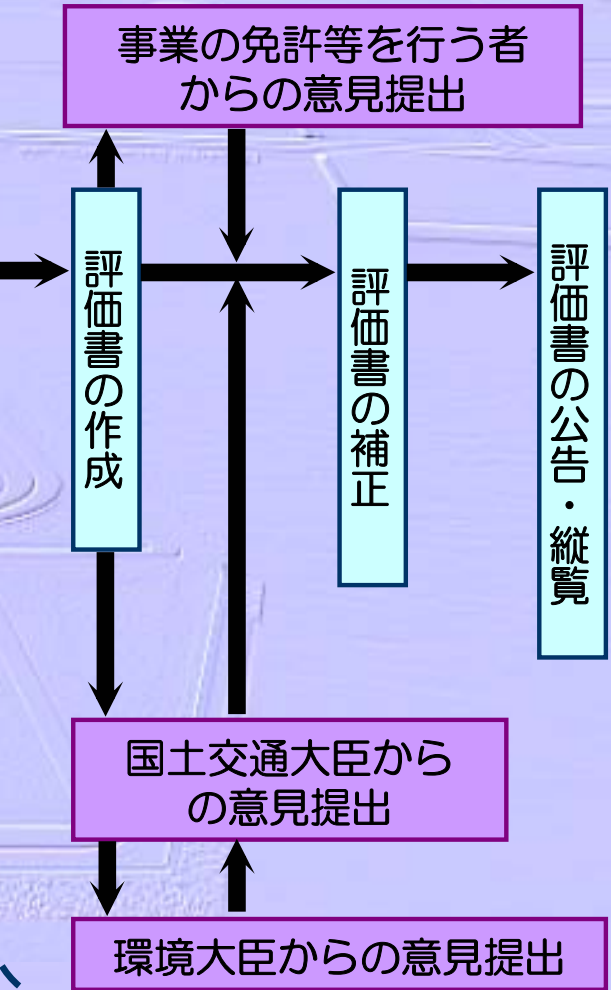 事業の免許等を行う者
からの意見提出
評価書の作成
評価書の補正
評価書の公告・縦覧
国土交通大臣から
の意見提出
環境大臣からの意見提出